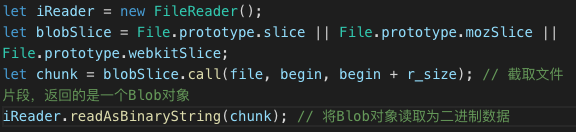 let iReader = new FileReader();
let blobSlice = File.prototype.slice || File.prototype.mozSlice ||
File.prototype.webkitSlice;
let chunk = blobSlice.call(file, begin, begin + r_size); // 截取文件
片段，返回的是一个Blob对象
iReader.readAsBinaryString(chunk); // 将Blob对象读取为二进制数据